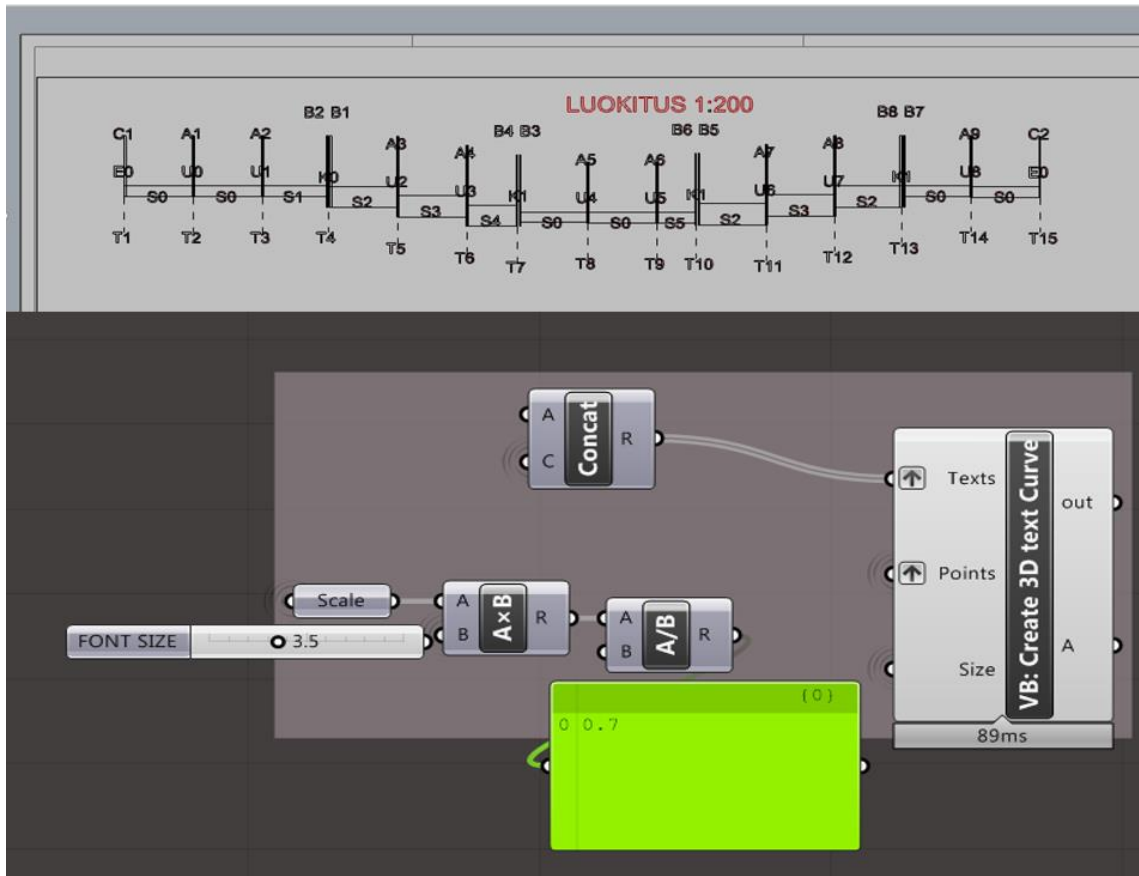 LUOKITUS 1:200
B2 B1 B4 B3 B6 B5 B8 B7
C1 A1 A2 A3 A4 A5 A6 A7 A8 A9 C2
E0 U0 U1 K0 U2 U3 K1 U4 U5 K1 U6 U7 K1 U8 E0
S0 S0 S1 S2 S3 S4 S0 S0 S5 S2 S3 S2 S0 S0
T1 T2 T3 T4 T5 T6 T7 T8 T9 T10 T11 T12 T13 T14 T15
A
C
Concat
R
Texts
Points
Size
VB: Create 3D text Curve
out
A
89ms
Scale
FONT SIZE
3.5
A
B
A×B
R
A
B
A/B
R
{0}
0 0.7